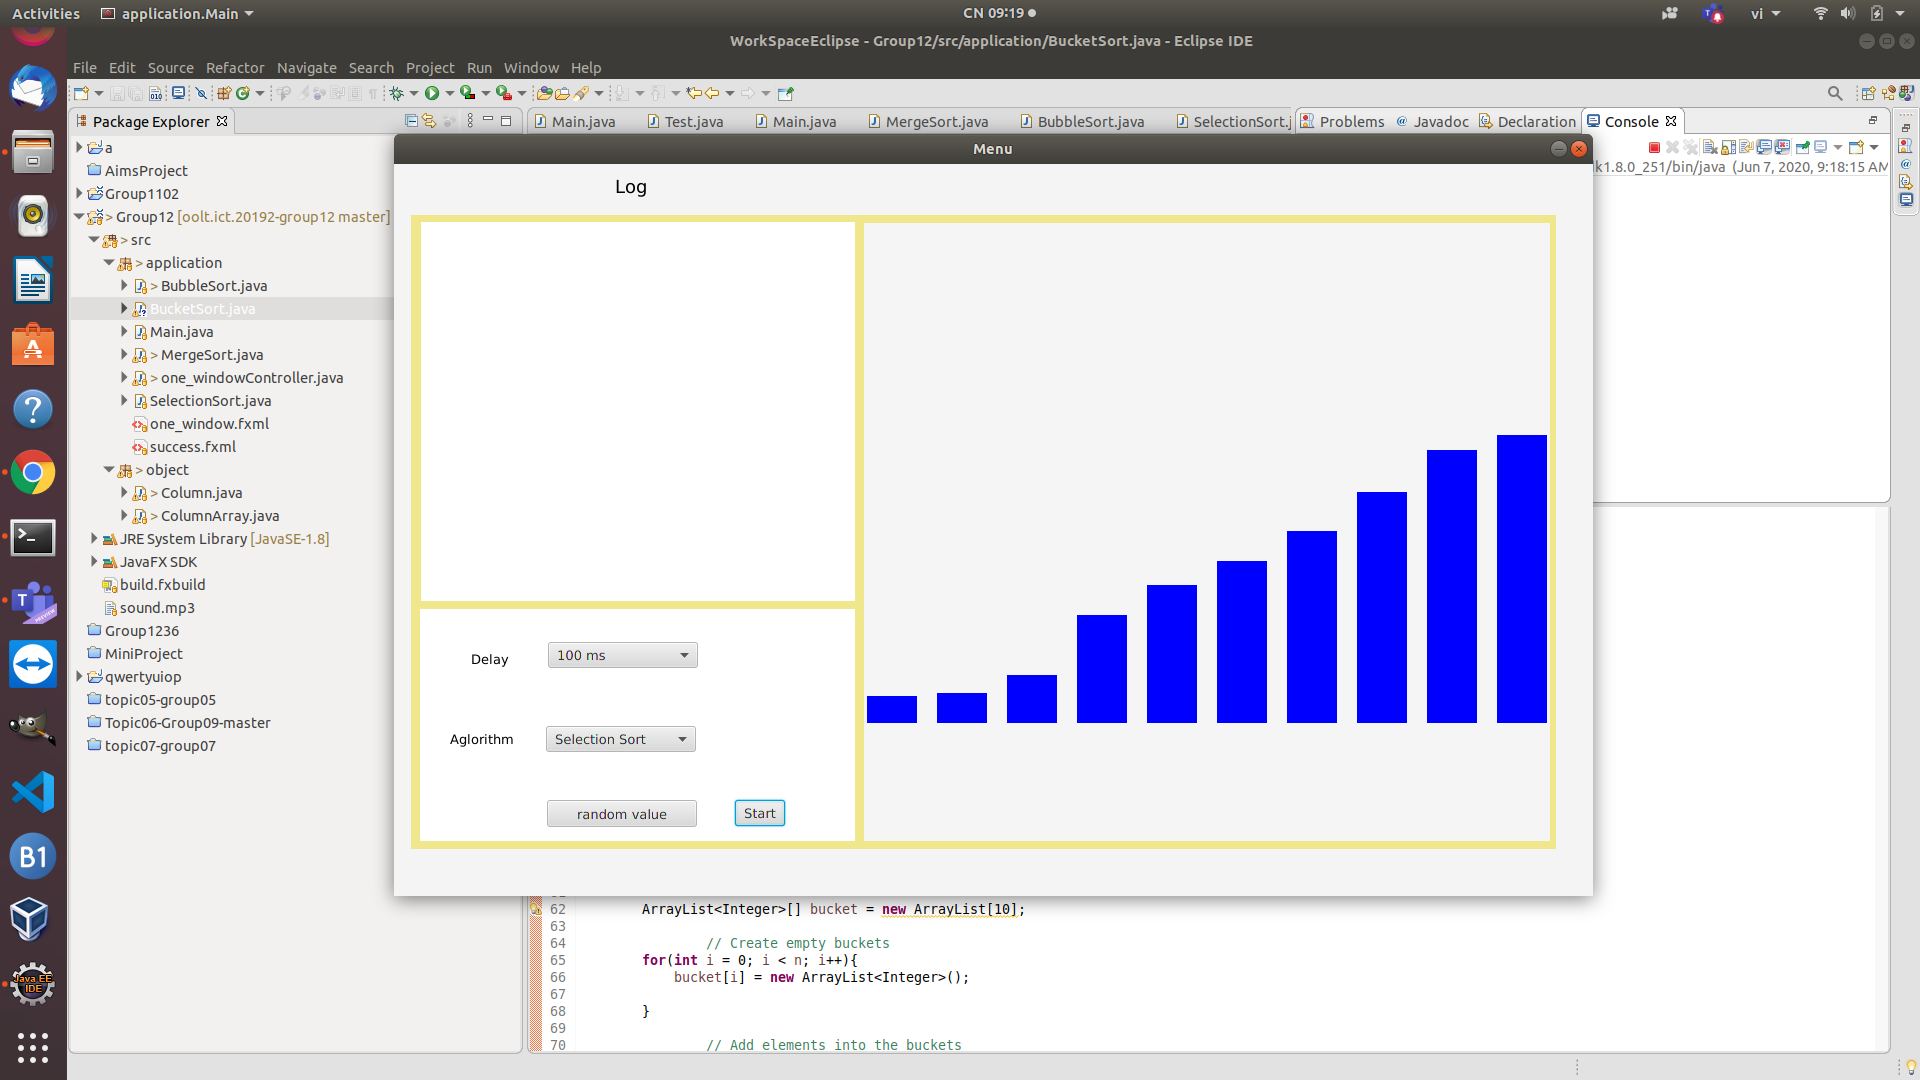 Activities
application.Main
CN 09:19
vi
WorkSpaceEclipse - Group12/src/application/BucketSort.java - Eclipse IDE
File Edit Source Refactor Navigate Search Project Run Window Help
Package Explorer
Main.java
Test.java
Main.java
MergeSort.java
BubbleSort.java
SelectionSort.j
Problems
@ Javadoc
Declaration
Console
Menu
k1.8.0_251/bin/java (Jun 7, 2020, 9:18:15 AM
a
AimsProject
Group1102
> Group12 [oolt.ict.20192-group12 master]
> src
> application
> BubbleSort.java
BucketSort.java
Main.java
> MergeSort.java
> one_windowController.java
SelectionSort.java
one_window.fxml
success.fxml
> object
> Column.java
> ColumnArray.java
JRE System Library [JavaSE-1.8]
JavaFX SDK
build.fxbuild
sound.mp3
Group1236
MiniProject
qwertyuiop
topic05-group05
Topic06-Group09-master
topic07-group07
Log
Delay
100 ms
Aglorithm
Selection Sort
random value
Start
62 ArrayList<Integer>[] bucket = new ArrayList[10];
63
64 // Create empty buckets
65 for(int i = 0; i < n; i++){
66 bucket[i] = new ArrayList<Integer>();
67
68 }
69
70 // Add elements into the buckets
T
PREVIEW
B1
Java EE
IDE